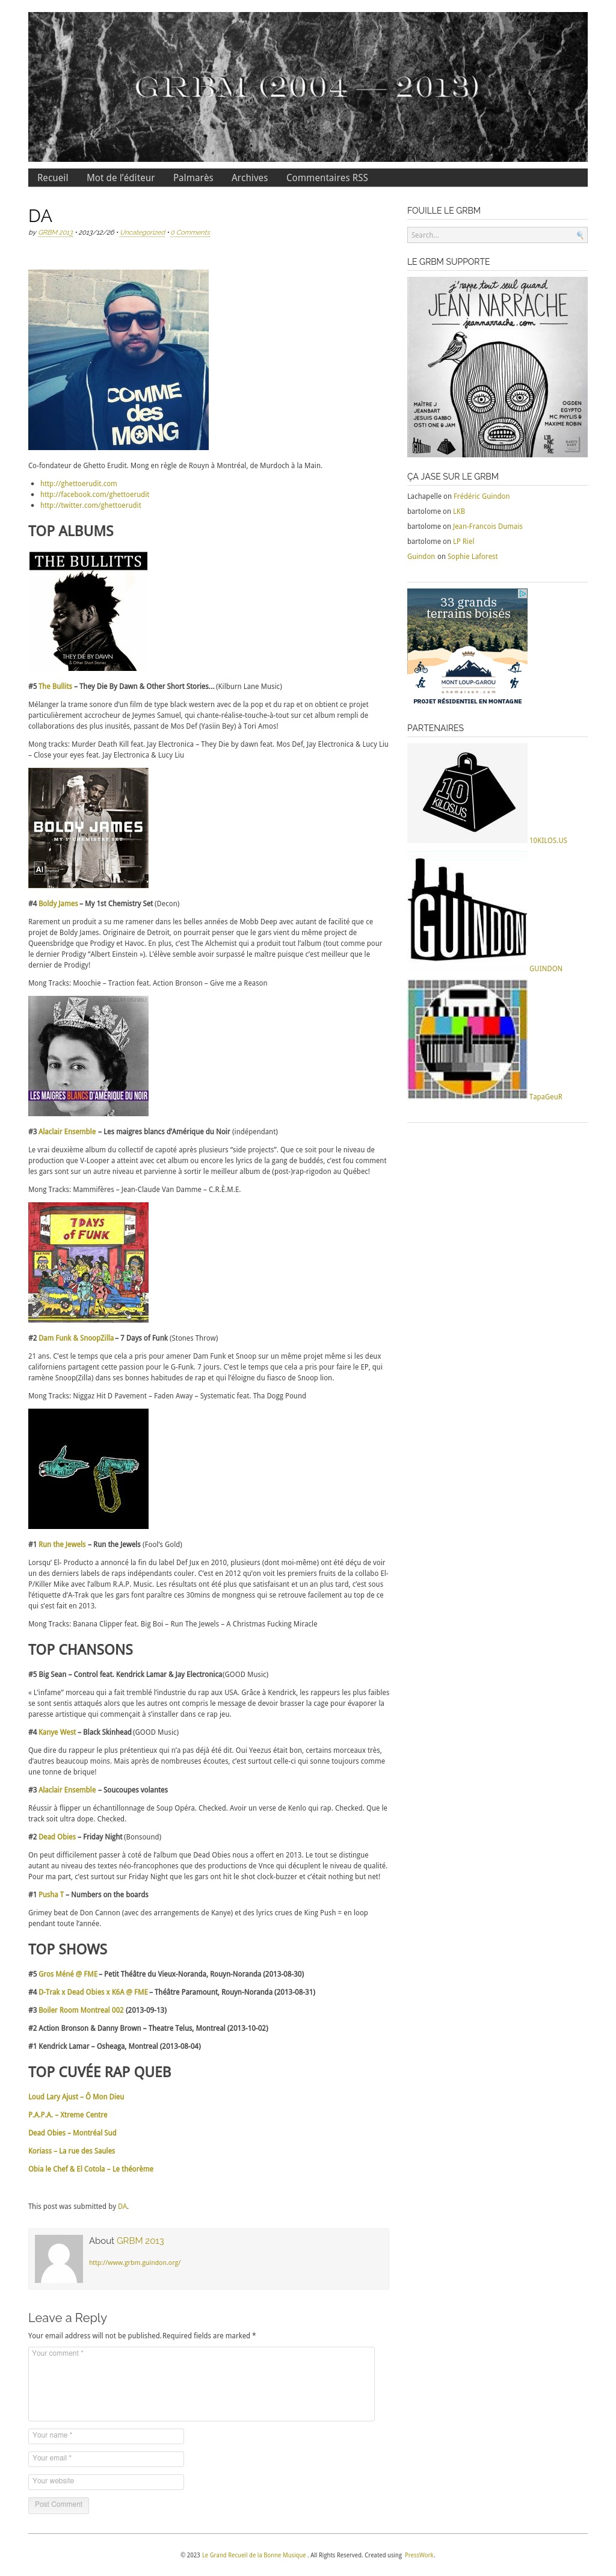 GRBM (2004 — 2013)
Recueil Mot de l'éditeur Palmarès Archives Commentaires RSS
DA
by GRBM 2013 • 2013/12/26 • Uncategorized • 0 Comments
COMME
des
MONG
Co-fondateur de Ghetto Erudit. Mong en règle de Rouyn à Montréal, de Murdoch à la Main.
http://ghettoerudit.com
http://facebook.com/ghettoerudit
http://twitter.com/ghettoerudit
TOP ALBUMS
THE BULLITTS
THEY DIE BY DAWN
& Other Short Stories
#5 The Bullits – They Die By Dawn & Other Short Stories… (Kilburn Lane Music)
Mélanger la trame sonore d'un film de type black western avec de la pop et du rap et on obtient ce projet
particulièrement accrocheur de Jeymes Samuel, qui chante-réalise-touche-à-tout sur cet album rempli de
collaborations des plus inusités, passant de Mos Def (Yasiin Bey) à Tori Amos!
Mong tracks: Murder Death Kill feat. Jay Electronica – They Die by dawn feat. Mos Def, Jay Electronica & Lucy Liu
– Close your eyes feat. Jay Electronica & Lucy Liu
BOLDY JAMES
MY 1ST CHEMISTRY SET
#4 Boldy James – My 1st Chemistry Set (Decon)
Rarement un produit a su me ramener dans les belles années de Mobb Deep avec autant de facilité que ce
projet de Boldy James. Originaire de Detroit, on pourrait penser que le gars vient du même project de
Queensbridge que Prodigy et Havoc. En plus, c'est The Alchemist qui a produit tout l'album (tout comme pour
le dernier Prodigy "Albert Einstein »). L'élève semble avoir surpassé le maître puisque c'est meilleur que le
dernier de Prodigy!
Mong Tracks: Moochie – Traction feat. Action Bronson – Give me a Reason
LES MAIGRES BLANCS D'AMÉRIQUE DU NOIR
#3 Alaclair Ensemble – Les maigres blancs d'Amérique du Noir (indépendant)
Le vrai deuxième album du collectif de capoté après plusieurs "side projects". Que ce soit pour le niveau de
production que V-Looper a atteint avec cet album ou encore les lyrics de la gang de buddés, c'est fou comment
les gars sont sur un autre niveau et parvienne à sortir le meilleur album de (post-)rap-rigodon au Québec!
Mong Tracks: Mammifères – Jean-Claude Van Damme – C.R.È.M.E.
7 DAYS
of FUNK
#2 Dam Funk & SnoopZilla – 7 Days of Funk (Stones Throw)
21 ans. C'est le temps que cela a pris pour amener Dam Funk et Snoop sur un même projet même si les deux
californiens partagent cette passion pour le G-Funk. 7 jours. C'est le temps que cela a pris pour faire le EP, qui
ramène Snoop(Zilla) dans ses bonnes habitudes de rap et qui l'éloigne du fiasco de Snoop lion.
Mong Tracks: Niggaz Hit D Pavement – Faden Away – Systematic feat. Tha Dogg Pound
#1 Run the Jewels – Run the Jewels (Fool's Gold)
Lorsqu' El- Producto a annoncé la fin du label Def Jux en 2010, plusieurs (dont moi-même) ont été déçu de voir
un des derniers labels de raps indépendants couler. C'est en 2012 qu'on voit les premiers fruits de la collabo El-
P/Killer Mike avec l'album R.A.P. Music. Les résultats ont été plus que satisfaisant et un an plus tard, c'est sous
l'étiquette d'A-Trak que les gars font paraître ces 30mins de mongness qui se retrouve facilement au top de ce
qui s'est fait en 2013.
Mong Tracks: Banana Clipper feat. Big Boi – Run The Jewels – A Christmas Fucking Miracle
TOP CHANSONS
#5 Big Sean – Control feat. Kendrick Lamar & Jay Electronica(GOOD Music)
« L'infame" morceau qui a fait tremblé l'industrie du rap aux USA. Grâce à Kendrick, les rappeurs les plus faibles
se sont sentis attaqués alors que les autres ont compris le message de devoir brasser la cage pour évaporer la
paresse artistique qui commençait à s'installer dans ce rap jeu.
#4 Kanye West – Black Skinhead (GOOD Music)
Que dire du rappeur le plus prétentieux qui n'a pas déjà été dit. Oui Yeezus était bon, certains morceaux très,
d'autres beaucoup moins. Mais après de nombreuses écoutes, c'est surtout celle-ci qui sonne toujours comme
une tonne de brique!
#3 Alaclair Ensemble – Soucoupes volantes
Réussir à flipper un échantillonnage de Soup Opéra. Checked. Avoir un verse de Kenlo qui rap. Checked. Que le
track soit ultra dope. Checked.
#2 Dead Obies – Friday Night (Bonsound)
On peut difficilement passer à coté de l'album que Dead Obies nous a offert en 2013. Le tout se distingue
autant au niveau des textes néo-francophones que des productions de Vnce qui décuplent le niveau de qualité.
Pour ma part, c'est surtout sur Friday Night que les gars ont hit le shot clock-buzzer et c'était nothing but net!
#1 Pusha T – Numbers on the boards
Grimey beat de Don Cannon (avec des arrangements de Kanye) et des lyrics crues de King Push = en loop
pendant toute l'année.
TOP SHOWS
#5 Gros Méné @ FME – Petit Théâtre du Vieux-Noranda, Rouyn-Noranda (2013-08-30)
#4 D-Trak x Dead Obies x K6A @ FME – Théâtre Paramount, Rouyn-Noranda (2013-08-31)
#3 Boiler Room Montreal 002 (2013-09-13)
#2 Action Bronson & Danny Brown – Theatre Telus, Montreal (2013-10-02)
#1 Kendrick Lamar – Osheaga, Montreal (2013-08-04)
TOP CUVÉE RAP QUEB
Loud Lary Ajust – Ô Mon Dieu
P.A.P.A. – Xtreme Centre
Dead Obies – Montréal Sud
Koriass – La rue des Saules
Obia le Chef & El Cotola – Le théorème
This post was submitted by DA.
About GRBM 2013
http://www.grbm.guindon.org/
Leave a Reply
Your email address will not be published.Required fields are marked *
Your comment *
Your name *
Your email *
Your website
Post Comment
FOUILLE LE GRBM
Search...
LE GRBM SUPPORTE
j'rappe tout seul quand
JEAN NARRACHE
jeannarrache.com
MAÎTRE J
JEANBART
JESUIS GABBO
OSTI ONE & JAM
OGDEN
EGYPTO
MC PHYLIS &
MAXIME ROBIN
ÇA JASE SUR LE GRBM
Lachapelle on Frédéric Guindon
bartolome on LKB
bartolome on Jean-Francois Dumais
bartolome on LP Riel
Guindon on Sophie Laforest
33 grands
terrains boisés
MONT LOUP-GAROU
PROJET RÉSIDENTIEL EN MONTAGNE
PARTENAIRES
10
KILOS.US
10KILOS.US
GUINDON
GUINDON
TapaGeuR
© 2023 Le Grand Recueil de la Bonne Musique . All Rights Reserved. Created using PressWork.